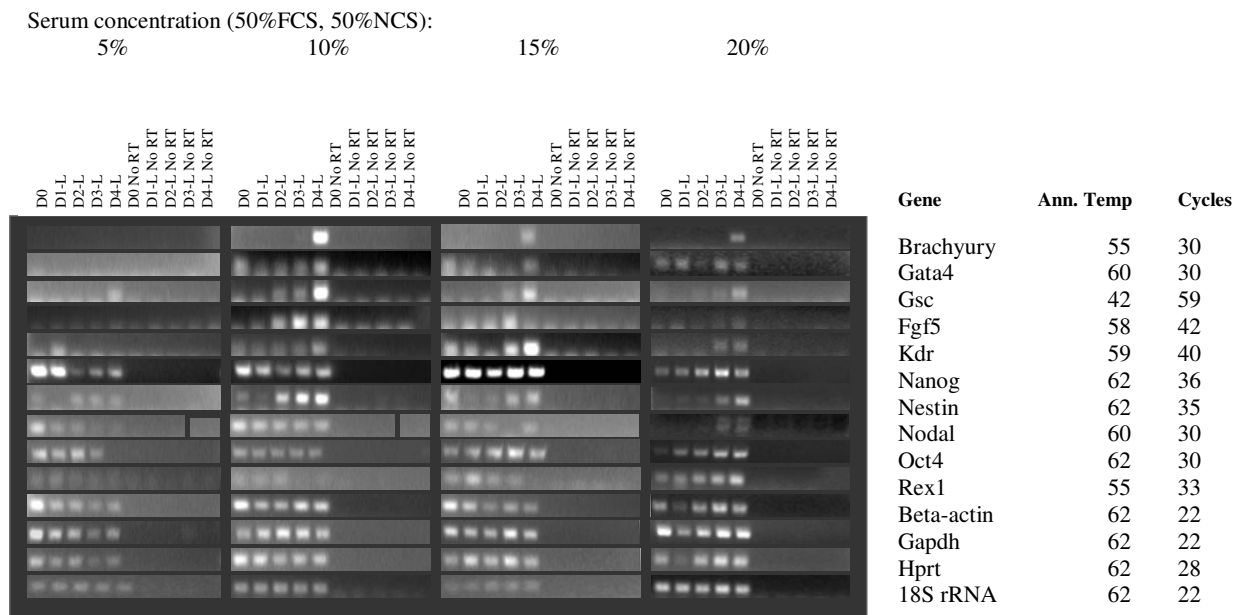 Serum concentration (50%FCS, 50%NCS):
5% 10% 15% 20%
D0 D1-L D2-L D3-L D4-L D0 No RT D1-L No RT D2-L No RT D3-L No RT D4-L No RT D0 D1-L D2-L D3-L D4-L D0 No RT D1-L No RT D2-L No RT D3-L No RT D4-L No RT D0 D1-L D2-L D3-L D4-L D0 No RT D1-L No RT D2-L No RT D3-L No RT D4-L No RT D0 D1-L D2-L D3-L D4-L D0 No RT D1-L No RT D2-L No RT D3-L No RT D4-L No RT
Gene Ann. Temp Cycles
Brachyury 55 30
Gata4 60 30
Gsc 42 59
Fgf5 58 42
Kdr 59 40
Nanog 62 36
Nestin 62 35
Nodal 60 30
Oct4 62 30
Rex1 55 33
Beta-actin 62 22
Gapdh 62 22
Hprt 62 28
18S rRNA 62 22